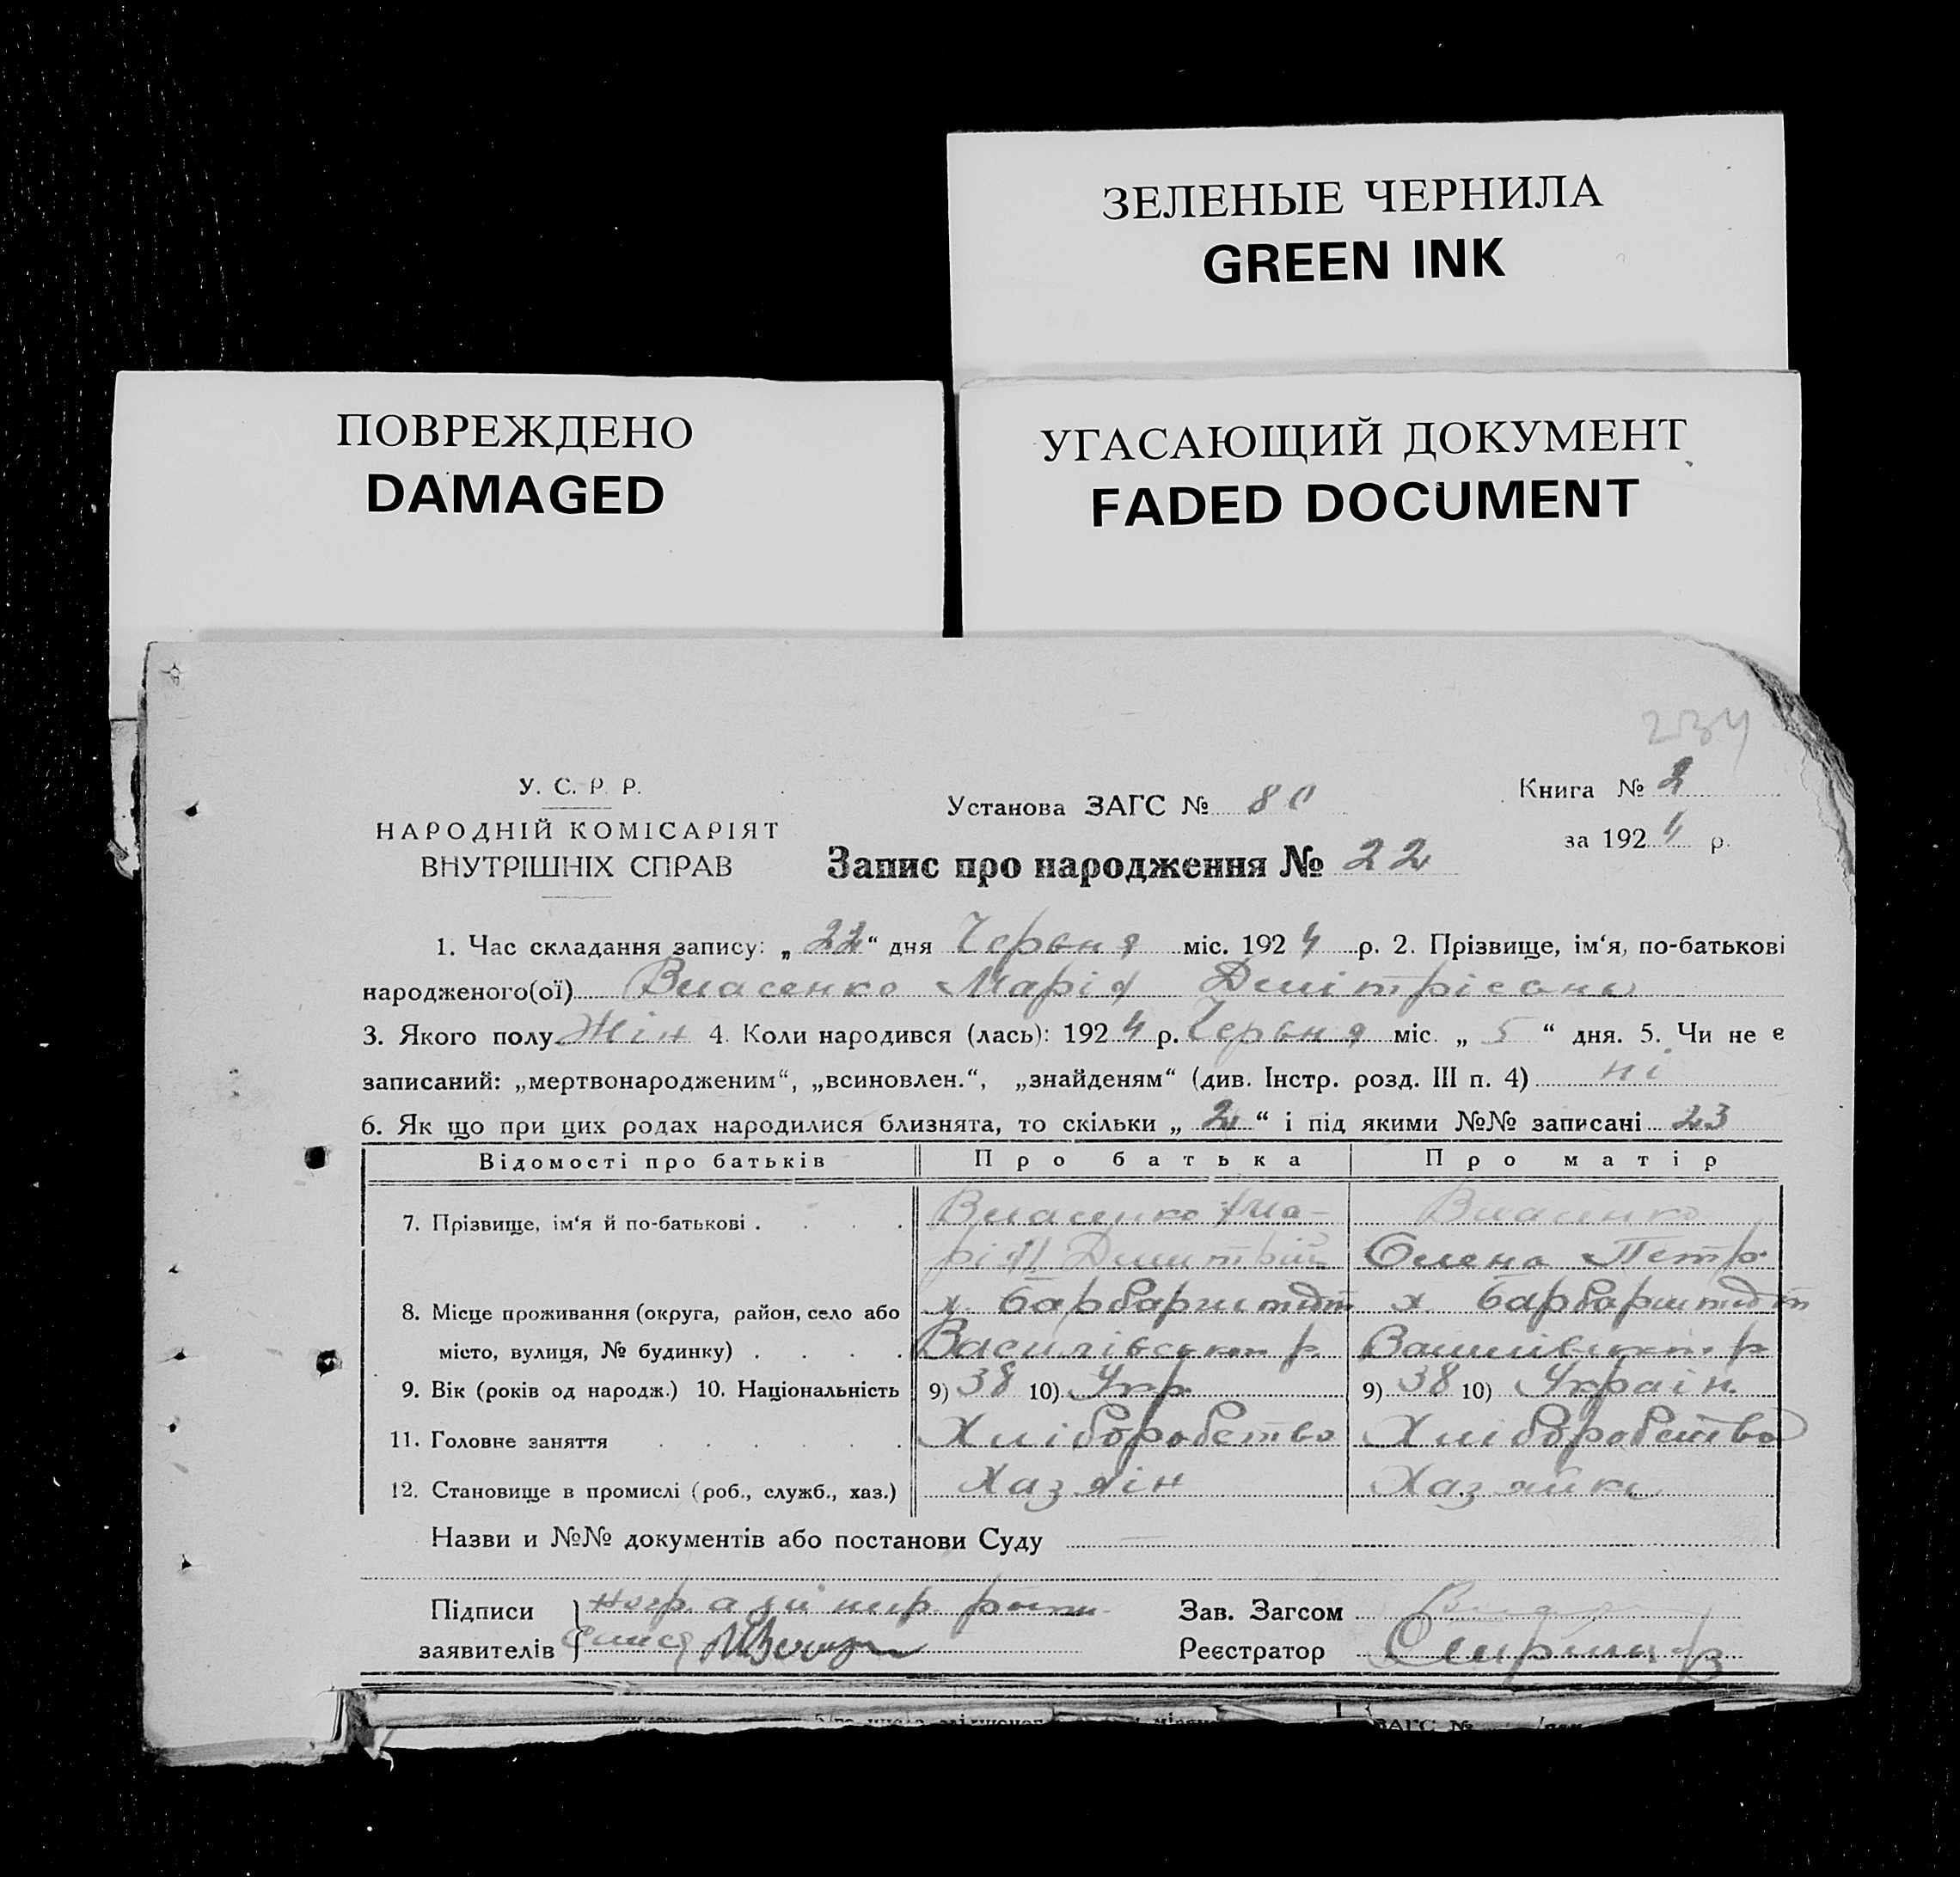 ЗЕЛЕНЫЕ ЧЕРНИЛА
GREEN INK
ПОВРЕЖДЕНО
DAMAGED
УГАСАЮЩИЙ ДОКУМЕНТ
FADED DOCUMENT
234
У. С. Р. Р.
НАРОДНІЙ КОМІСАРІЯТ
ВНУТРІШНІХ СПРАВ
Установа ЗАГС № 80
Книга № 2
за 1924 р.
Запис про народження № 22
1. Час складання запису: „ 22 “ дня Червня міс. 1924 р. 2. Прізвище, ім‘я, по-батькові
народженого(ої) Власенко Марія
3. Якого полу Жін 4. Коли народився (лась): 1924 р. Червня міс. „ 5 “ дня. 5. Чи не є
записаний: „мертвонародженим“, „всиновлен.“, „знайденям“ (див. Інстр. розд. III п. 4) ні
6. Як що при цих родах народилися близнята, то скільки „ 2 “ і під якими №№ записані 23
Відомості про батьків Про батька Про матір
7. Прізвище, ім‘я й по-батькові . . . . Власенко Власенко
Олена Петр.
8. Місце проживання (округа, район, село або х. х
місто, вулиця, № будинку) . . . . р. р
9. Вік (років од народж.) 10. Національність 9) 38 10) Укр. 9) 38 10) Україн.
11. Головне заняття . . . . . . Хліборобство Хліборобство
12. Становище в промислі (роб., служб., хаз.) Хазяін Хазяйка
Назви и №№ документів або постанови Суду
Підписи
заявителів
Зав. Загсом
Реєстратор
ЗАГС №